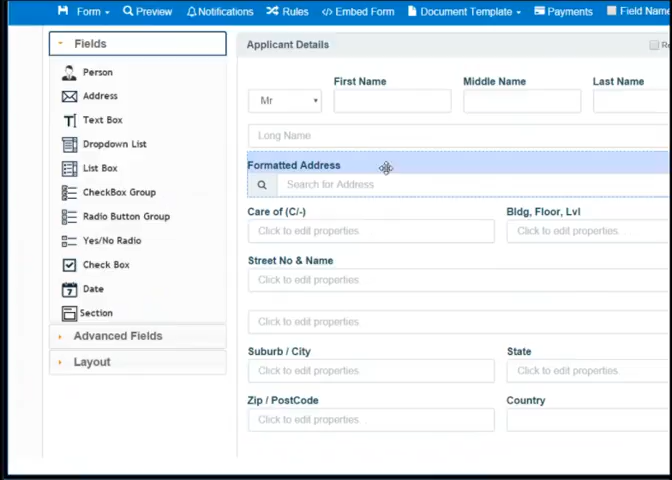 Form Preview Notifications Rules </> Embed Form Document Template Payments Field Name
Fields
Person
Address
Text Box
Dropdown List
List Box
CheckBox Group
Radio Button Group
Yes/No Radio
Check Box
Date
Section
Advanced Fields
Layout
Applicant Details Re
First Name Middle Name Last Name
Mr
Long Name
Formatted Address
Search for Address
Care of (C/-) Bldg, Floor, Lvl
Click to edit properties. Click to edit properties.
Street No & Name
Click to edit properties.
Click to edit properties.
Suburb / City State
Click to edit properties. Click to edit properties.
Zip / PostCode Country
Click to edit properties.